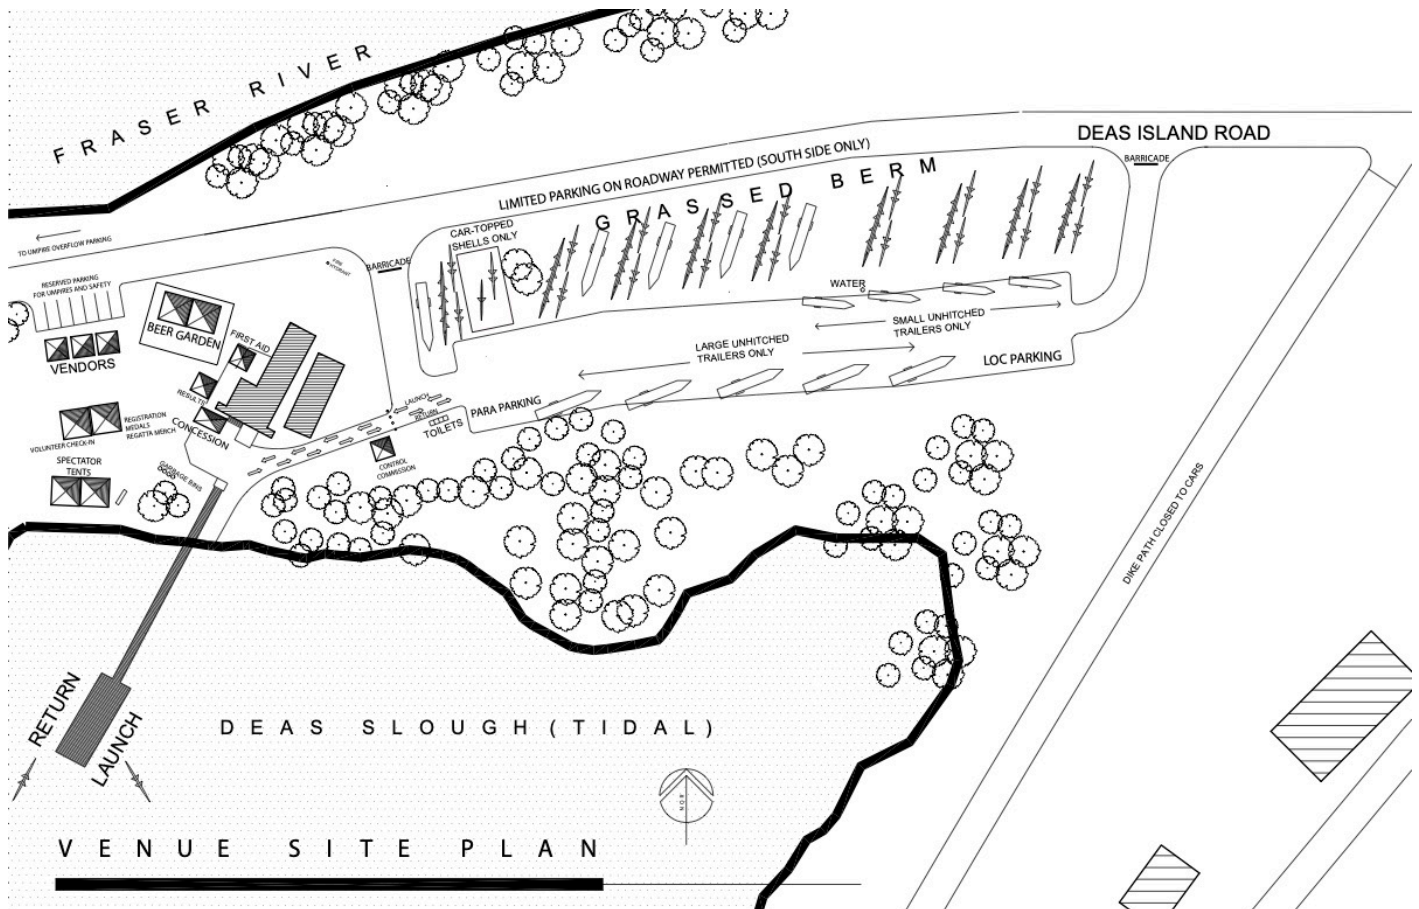 FRASER RIVER
DEAS ISLAND ROAD
BARRICADE
LIMITED PARKING ON ROADWAY PERMITTED (SOUTH SIDE ONLY)
GRASSED BERM
TO UMPIRE OVERFLOW PARKING
CAR-TOPPED
SHELLS ONLY
BARRICADE
FIRE
HYDRANT
RESERVED PARKING
FOR UMPIRES AND SAFETY
WATER
BEER GARDEN
FIRST AID
VENDORS
SMALL UNHITCHED
TRAILERS ONLY
LARGE UNHITCHED
TRAILERS ONLY
LOC PARKING
RESULTS
LAUNCH
RETURN
PARA PARKING
TOILETS
CONCESSION
REGISTRATION
MEDALS
REGATTA MERCH
VOLUNTEER CHECK-IN
SPECTATOR
TENTS
GARBAGE BINS
CONTROL
COMMISSION
DIKE PATH CLOSED TO CARS
RETURN
LAUNCH
DEAS SLOUGH (TIDAL)
VENUE SITE PLAN